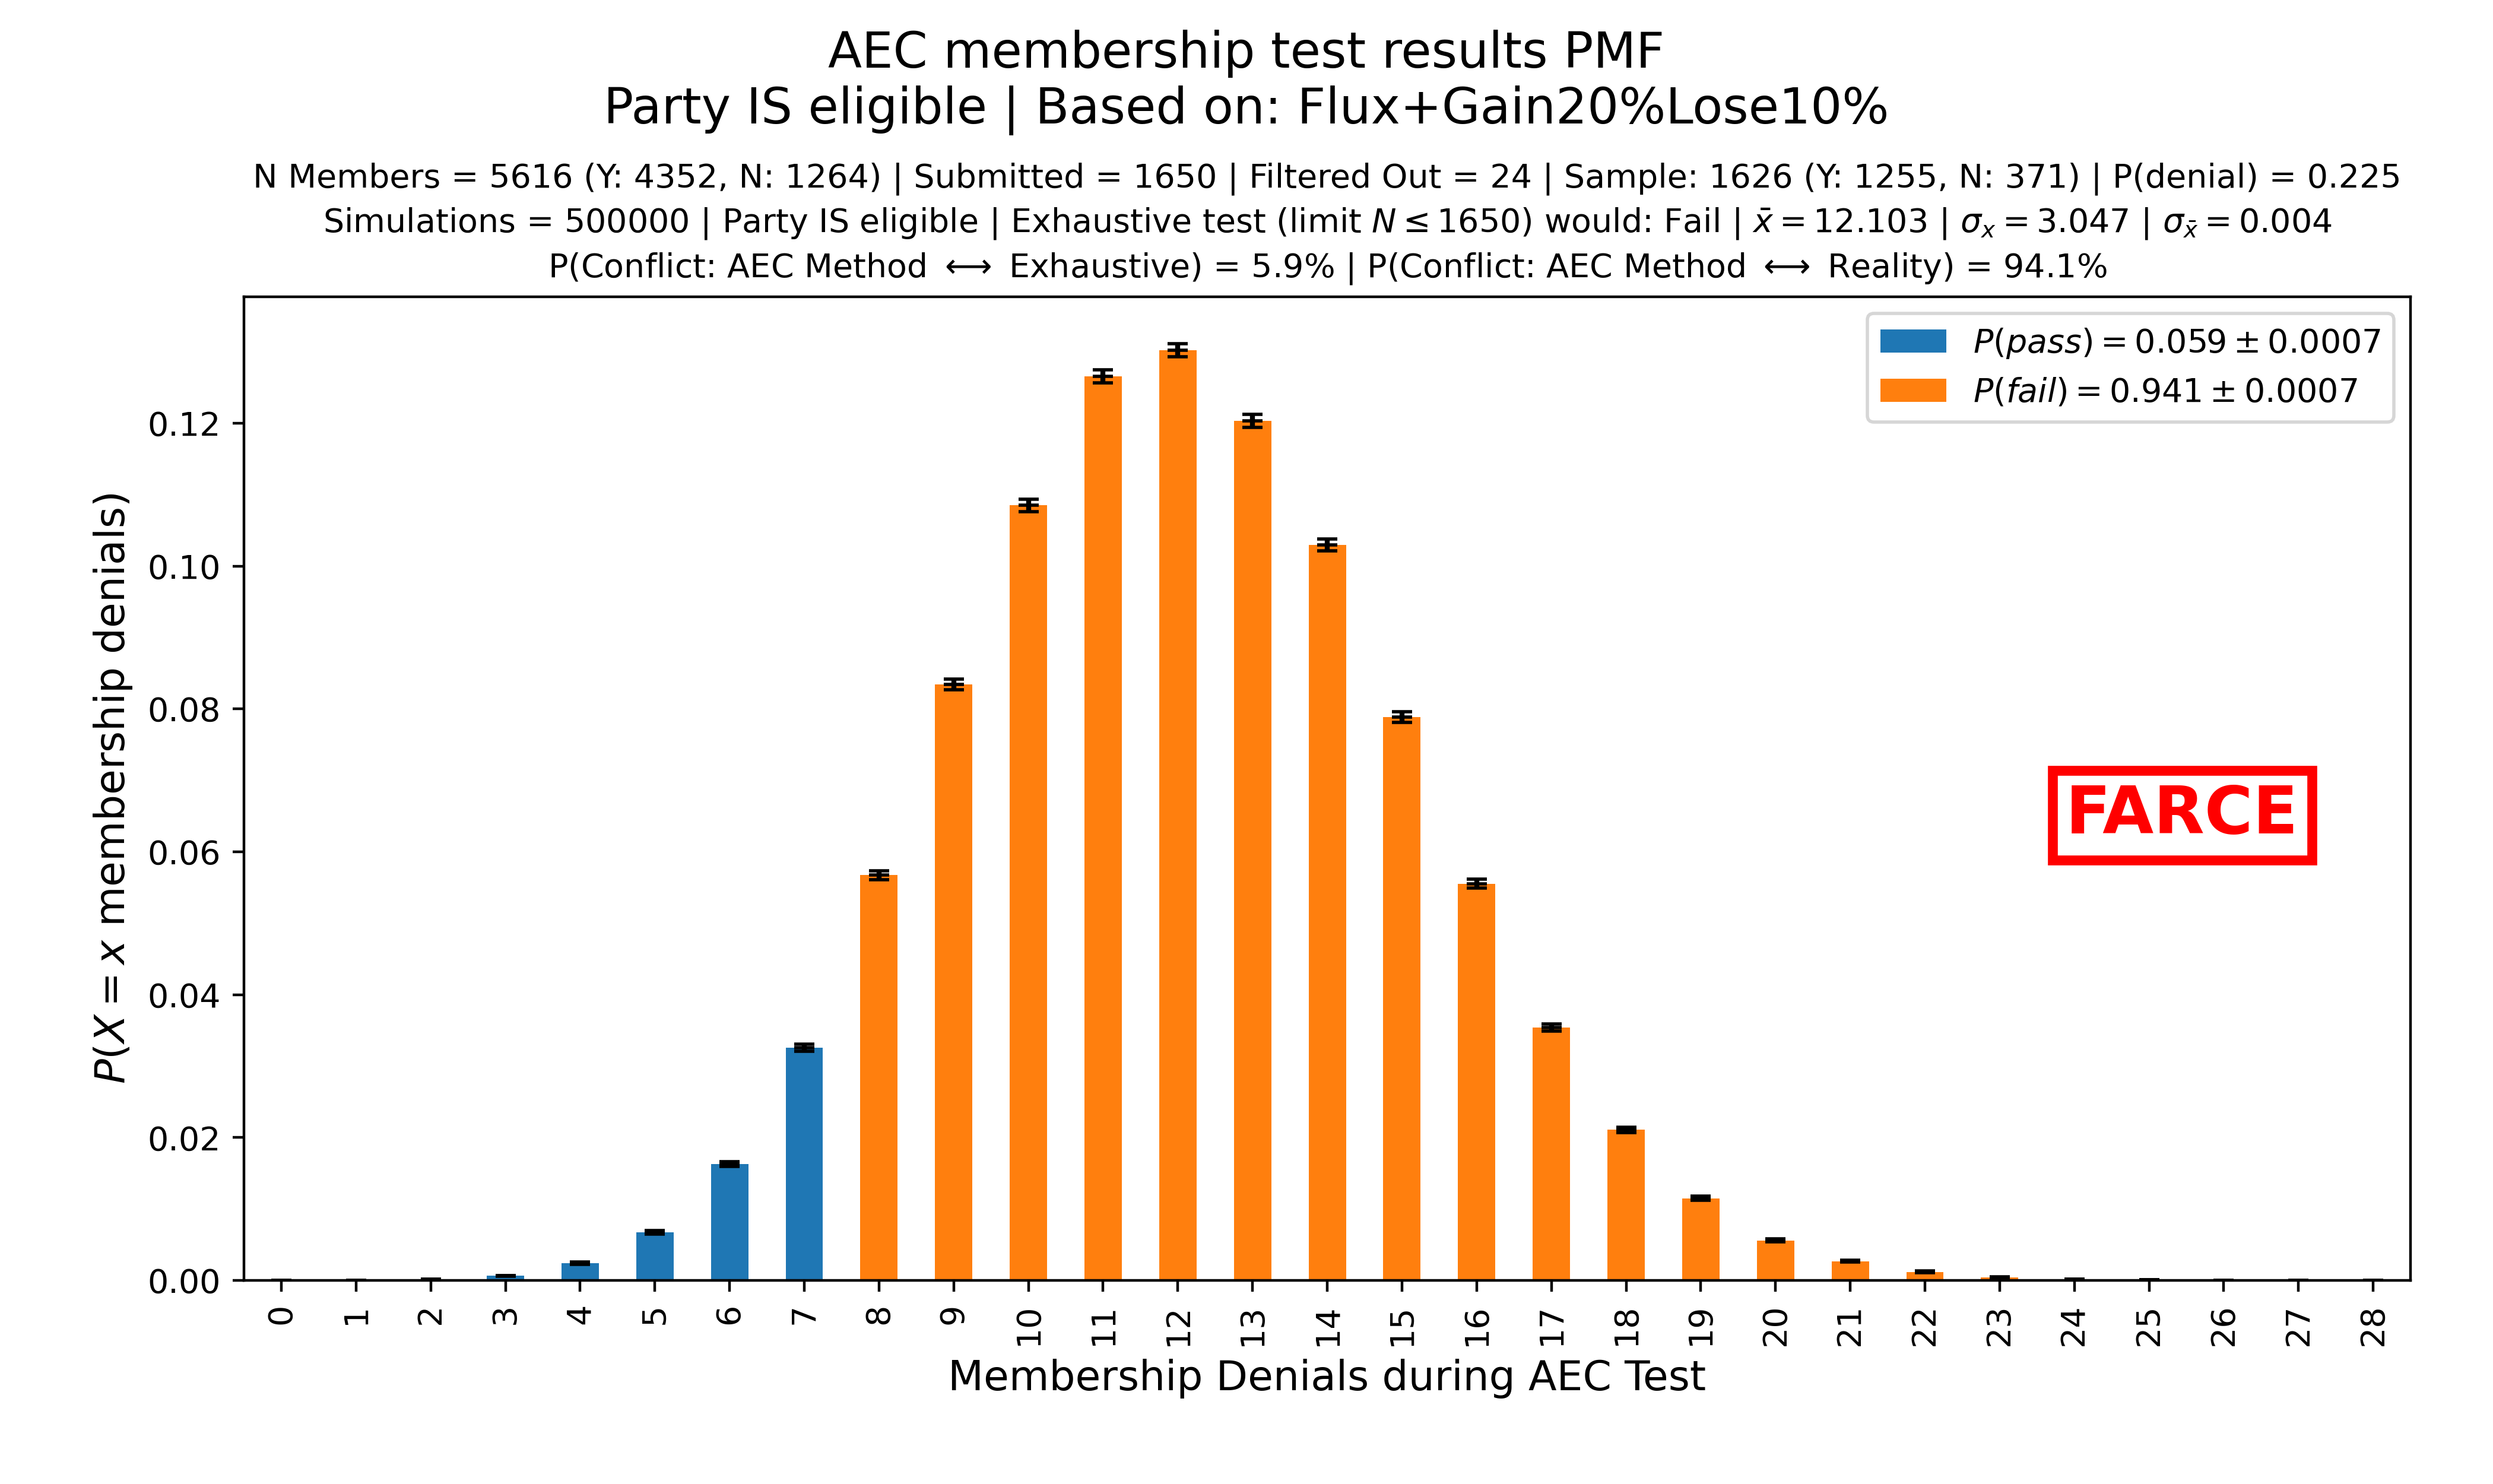 AEC membership test results PMF
Party IS eligible | Based on: Flux+Gain20%Lose10%
N Members = 5616 (Y: 4352, N: 1264) | Submitted = 1650 | Filtered Out = 24 | Sample: 1626 (Y: 1255, N: 371) | P(denial) = 0.225
Simulations = 500000 | Party IS eligible | Exhaustive test (limit N ≤ 1650) would: Fail | x̄ = 12.103 | σₓ = 3.047 | σ_x̄ = 0.004
P(Conflict: AEC Method ⟷ Exhaustive) = 5.9% | P(Conflict: AEC Method ⟷ Reality) = 94.1%
P(pass) = 0.059 ± 0.0007
P(fail) = 0.941 ± 0.0007
P(X = x membership denials)
0.12
0.10
0.08
0.06
0.04
0.02
0.00
FARCE
0 1 2 3 4 5 6 7 8 9 10 11 12 13 14 15 16 17 18 19 20 21 22 23 24 25 26 27 28
Membership Denials during AEC Test